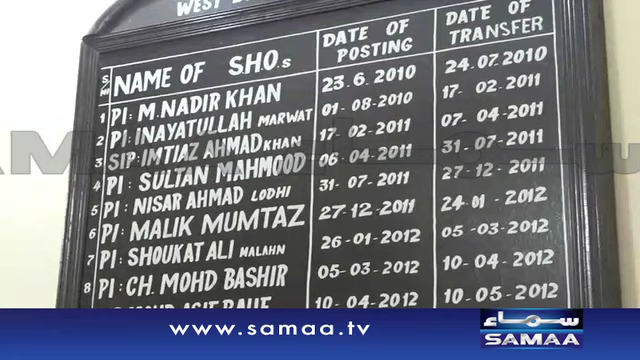 WEST
S/No NAME OF S.H.O.s DATE OF POSTING DATE OF TRANSFER
1 PI: M.NADIR KHAN 23.6.2010 24.07.2010
2 PI: INAYATULLAH MARWAT 01-08-2010 17-02-2011
3 SIP: IMTIAZ AHMAD KHAN 17-02-2011 07-04-2011
4 PI: SULTAN MAHMOOD 06-04-2011 31-07-2011
5 PI: NISAR AHMAD LODHI 31-07-2011 27-12-2011
6 PI: MALIK MUMTAZ 27-12-2011 24-01-2012
7 PI: SHOUKAT ALI MALAHN 26-01-2012 05-03-2012
8 PI: CH. MOHD BASHIR 05-03-2012 10-04-2012
MOHD ASIF RAUF 10-04-2012 10-05-2012
www.samaa.tv
سماء
SAMAA